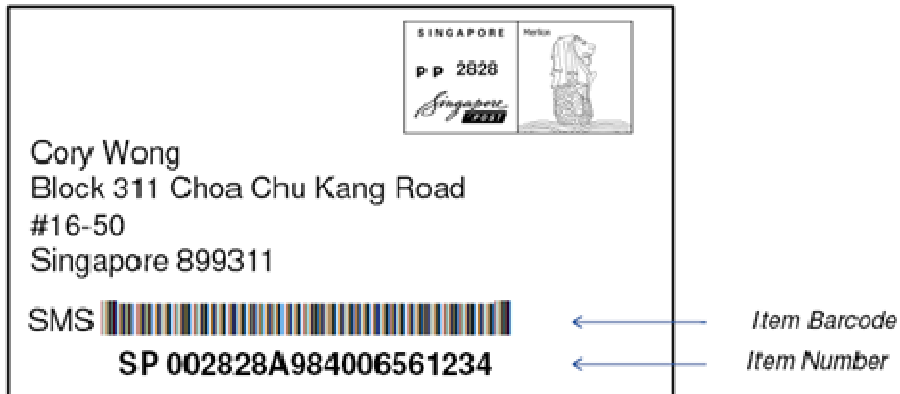 SINGAPORE
Merlion
PP 2828
Singapore
POST
Cory Wong
Block 311 Choa Chu Kang Road
#16-50
Singapore 899311
SMS
Item Barcode
SP 002828A984006561234
Item Number